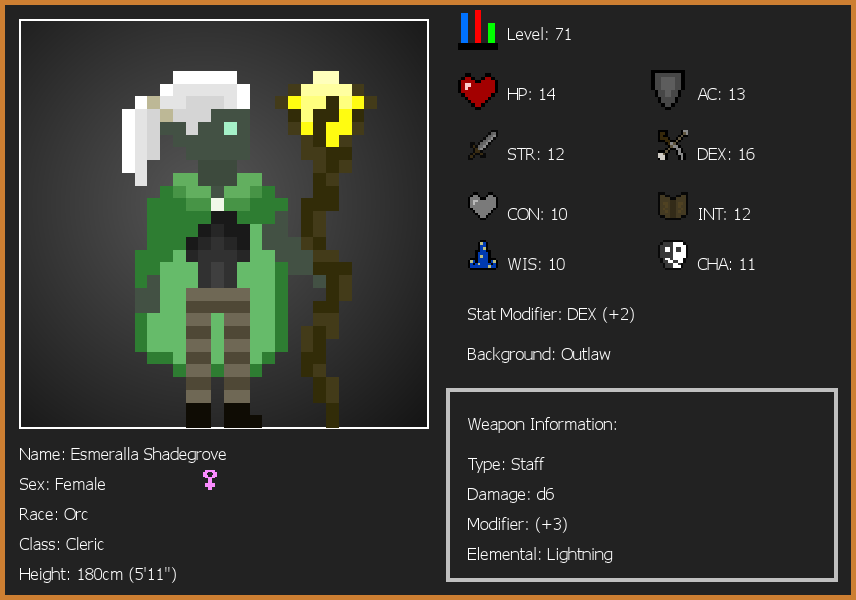 Level: 71
HP: 14
AC: 13
STR: 12
DEX: 16
CON: 10
INT: 12
WIS: 10
CHA: 11
Stat Modifier: DEX (+2)
Background: Outlaw
Weapon Information:
Type: Staff
Damage: d6
Modifier: (+3)
Elemental: Lightning
Name: Esmeralla Shadegrove
Sex: Female
Race: Orc
Class: Cleric
Height: 180cm (5'11")